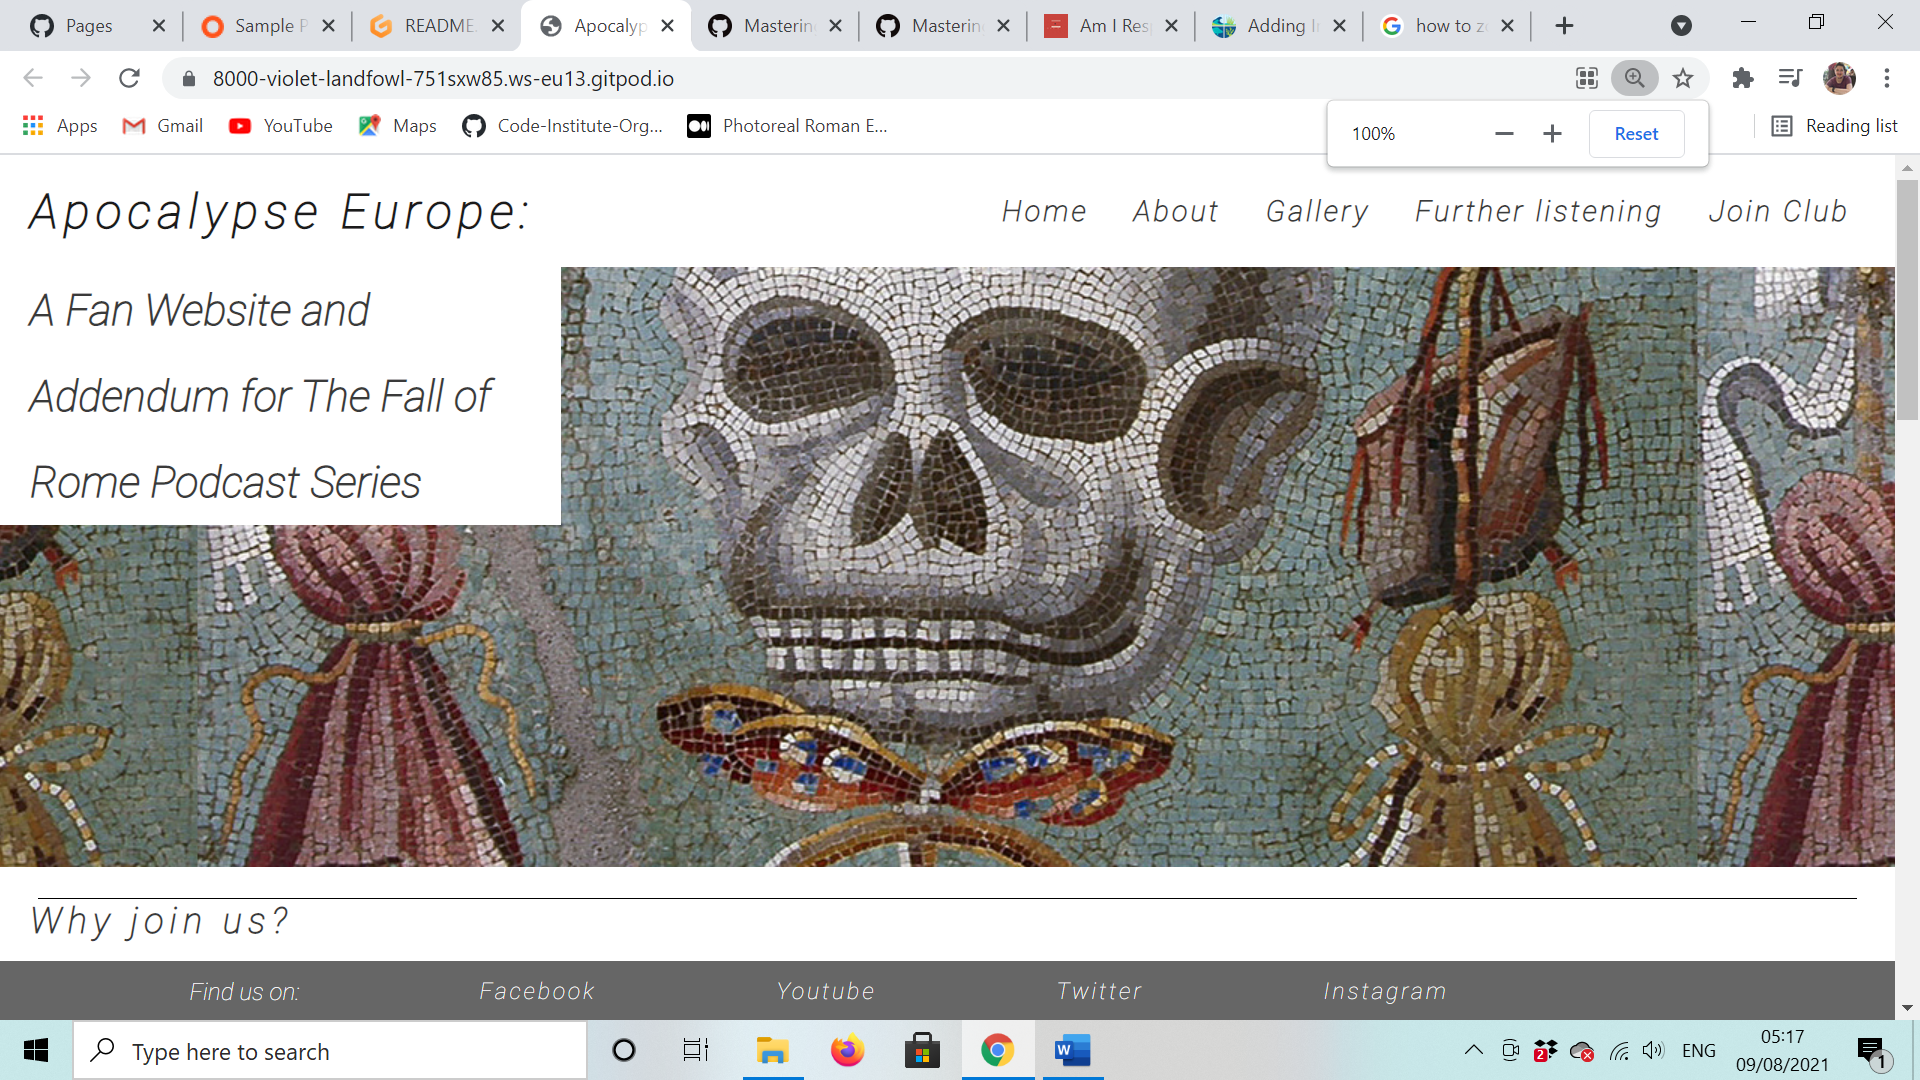 Pages
Sample P
README.
Apocalyp
Masterin
Masterin
Am I Res
Adding I
how to z
8000-violet-landfowl-751sxw85.ws-eu13.gitpod.io
Apps
Gmail
YouTube
Maps
Code-Institute-Org...
Photoreal Roman E...
100%
Reset
Reading list
Apocalypse Europe:
Home
About
Gallery
Further listening
Join Club
A Fan Website and
Addendum for The Fall of
Rome Podcast Series
Why join us?
Find us on:
Facebook
Youtube
Twitter
Instagram
Type here to search
W
2
ENG
05:17
09/08/2021
1